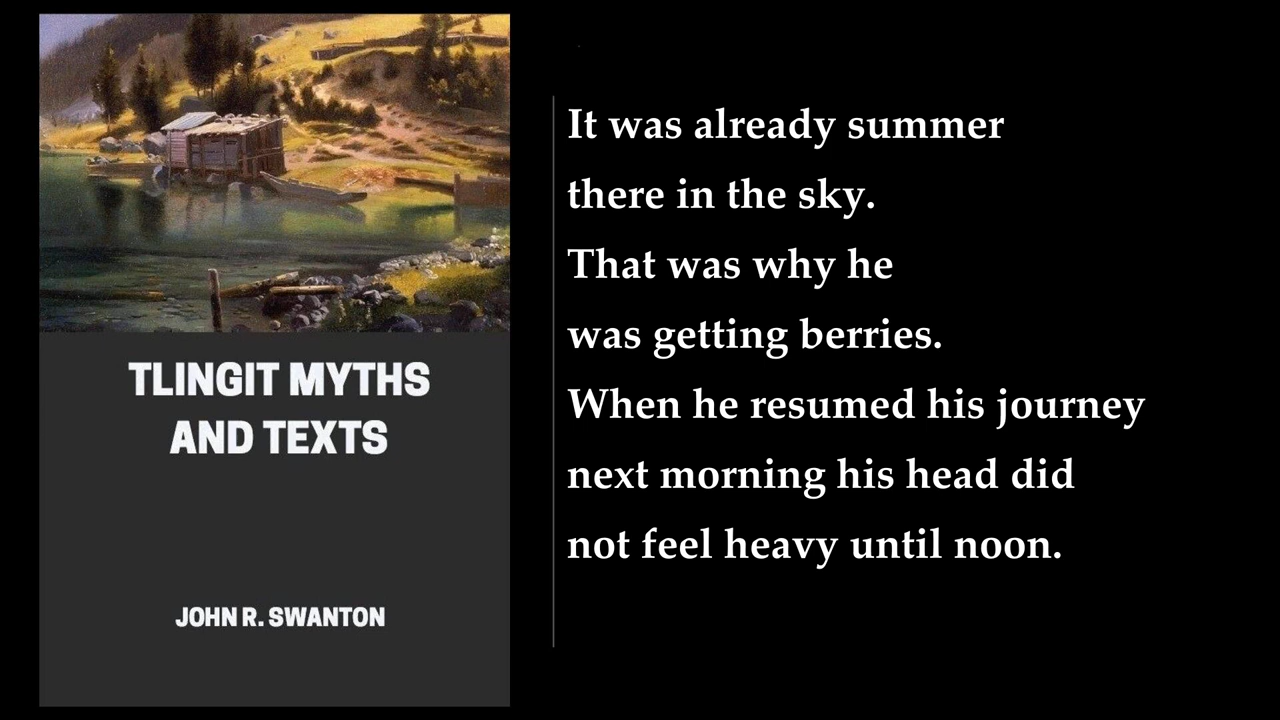 TLINGIT MYTHS
AND TEXTS
JOHN R. SWANTON
It was already summer
there in the sky.
That was why he
was getting berries.
When he resumed his journey
next morning his head did
not feel heavy until noon.